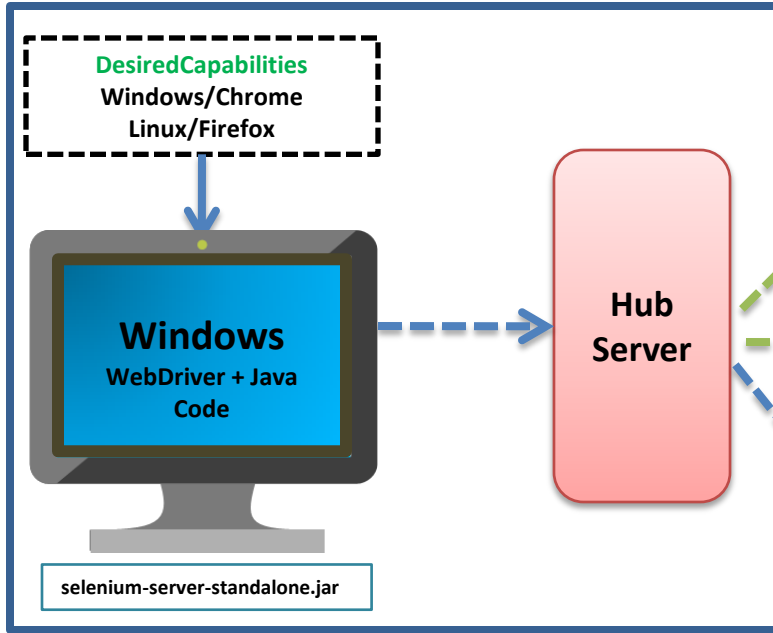 DesiredCapabilities
Windows/Chrome
Linux/Firefox
Windows
WebDriver + Java
Code
Hub
Server
selenium-server-standalone.jar